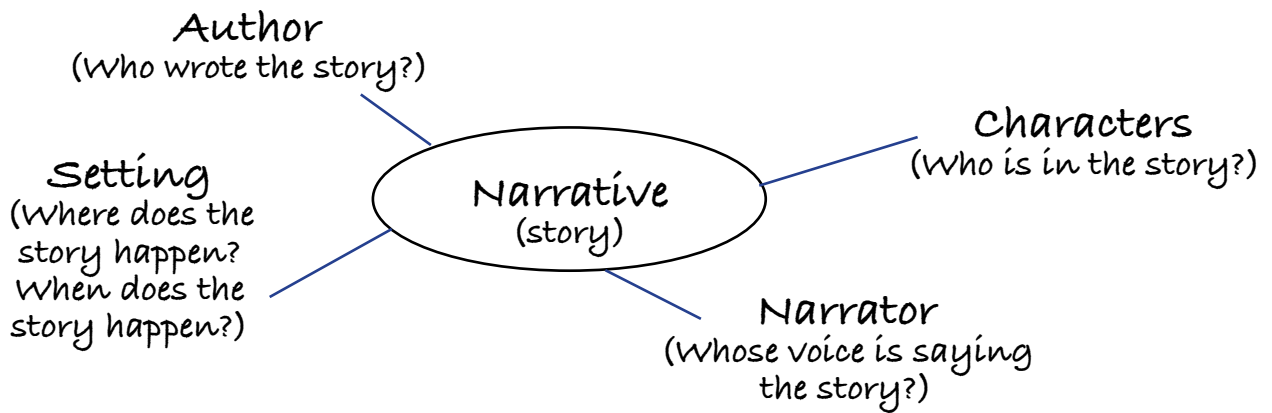 Author
(Who wrote the story?)
Characters
(Who is in the story?)
Setting
(Where does the
story happen?
When does the
story happen?)
Narrative
(story)
Narrator
(Whose voice is saying
the story?)